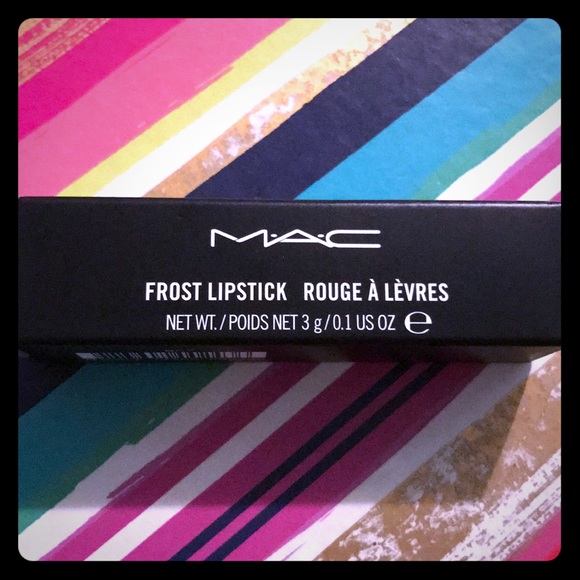 M·A·C
FROST LIPSTICK ROUGE À LÈVRES
NET WT. / POIDS NET 3 g / 0.1 US OZ ℮